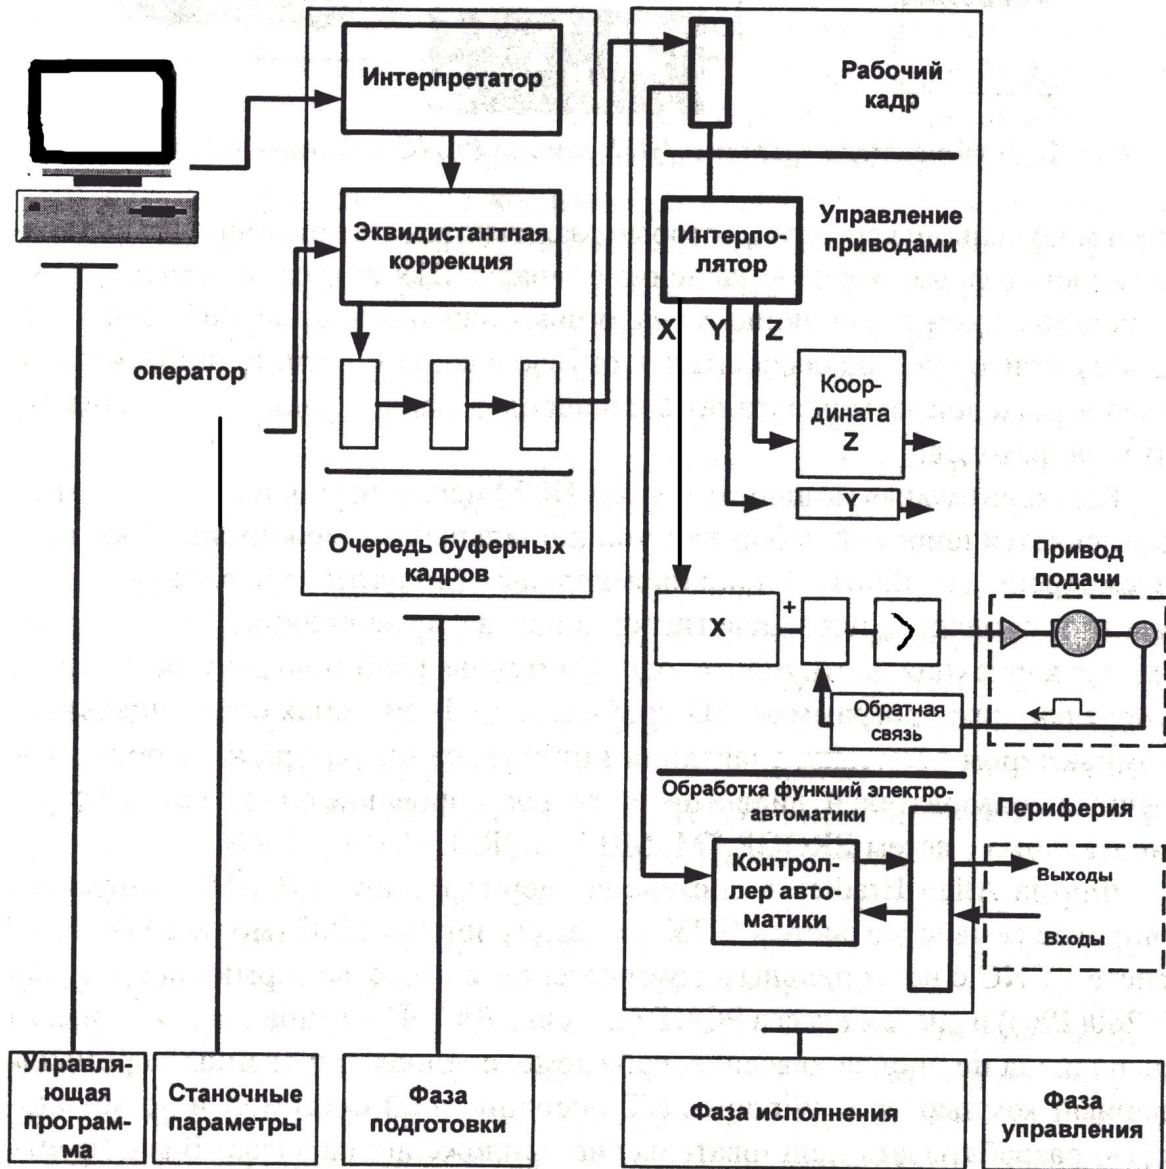 Интерпретатор
Рабочий
кадр
Эквидистантная
коррекция
Управление
приводами
Интерпо-
лятор
X
Y
Z
оператор
Коор-
дината
Z
Y
Очередь буферных
кадров
Привод
подачи
X
+
Обратная
связь
Обработка функций электро-
автоматики
Периферия
Контрол-
лер авто-
матики
Выходы
Входы
Управля-
ющая
програм-
ма
Станочные
параметры
Фаза
подготовки
Фаза исполнения
Фаза
управления